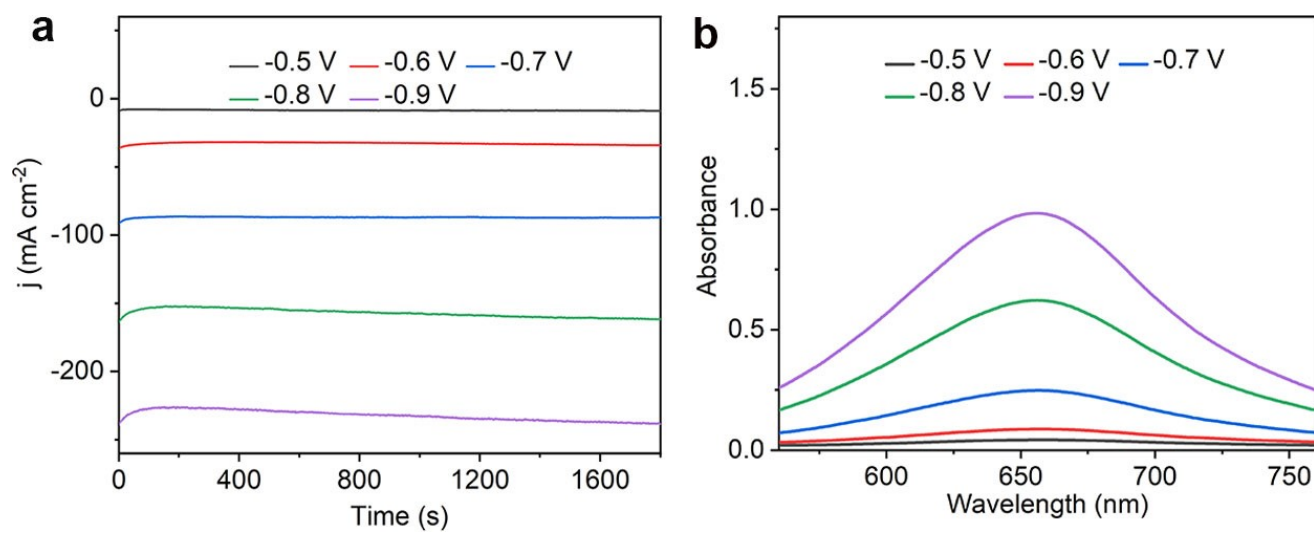 a
-0.5 V -0.6 V -0.7 V
-0.8 V -0.9 V
0
-100
-200
j (mA cm⁻²)
0 400 800 1200 1600
Time (s)
b
-0.5 V -0.6 V -0.7 V
-0.8 V -0.9 V
1.5
1.0
0.5
0.0
Absorbance
600 650 700 750
Wavelength (nm)